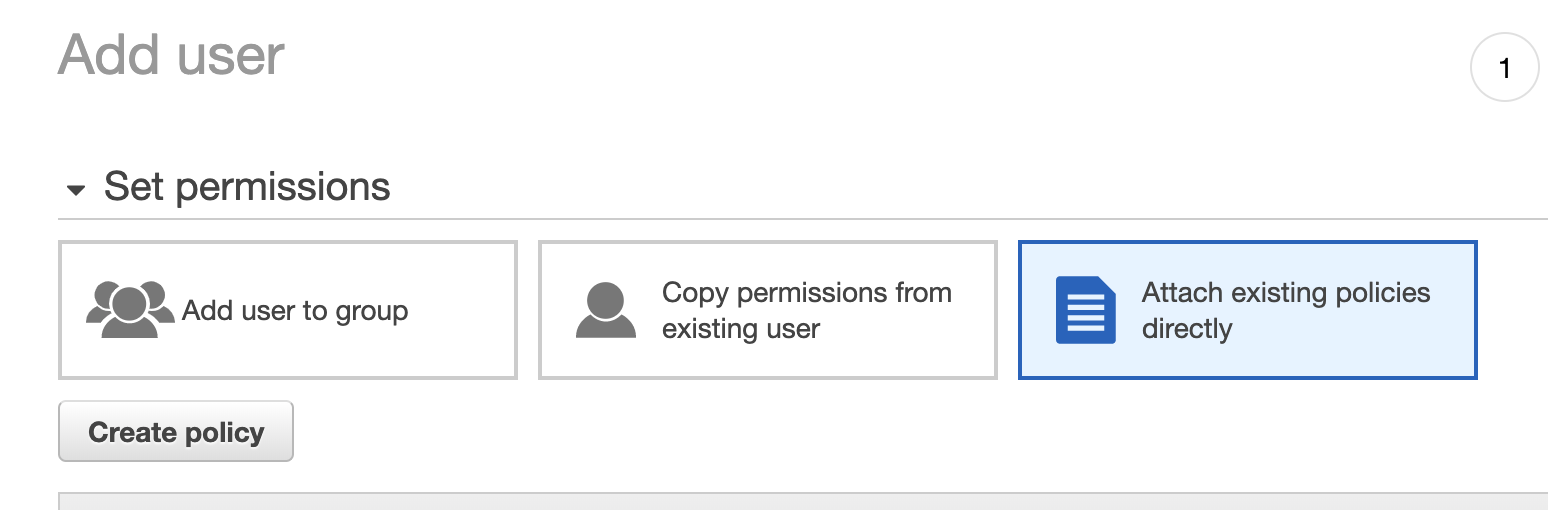 Add user
1
Set permissions
Add user to group
Copy permissions from
existing user
Attach existing policies
directly
Create policy